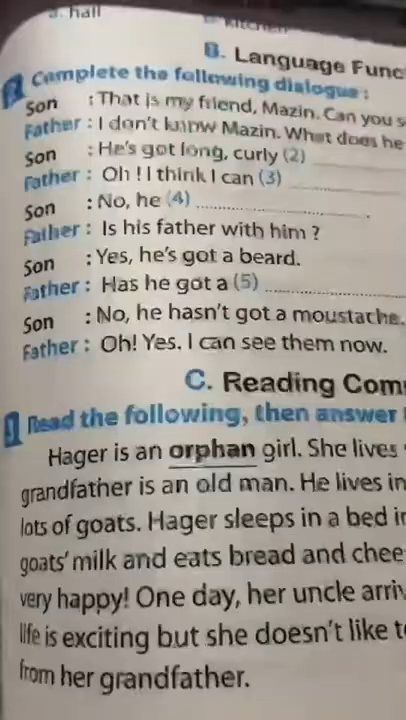 a. hall
b. kitchen
B. Language Func
2 Complete the following dialogue :
Son : That is my friend, Mazin. Can you s
Father : I don't know Mazin. What does he
Son : He's got long, curly (2)
Father : Oh ! I think I can (3)
Son : No, he (4)
Father : Is his father with him ?
Son : Yes, he's got a beard.
Father : Has he got a (5)
Son : No, he hasn't got a moustache.
Father : Oh! Yes. I can see them now.
C. Reading Com
Read the following, then answer
Hager is an orphan girl. She lives
grandfather is an old man. He lives in
lots of goats. Hager sleeps in a bed in
goats' milk and eats bread and chee
very happy! One day, her uncle arriv
life is exciting but she doesn't like t
from her grandfather.